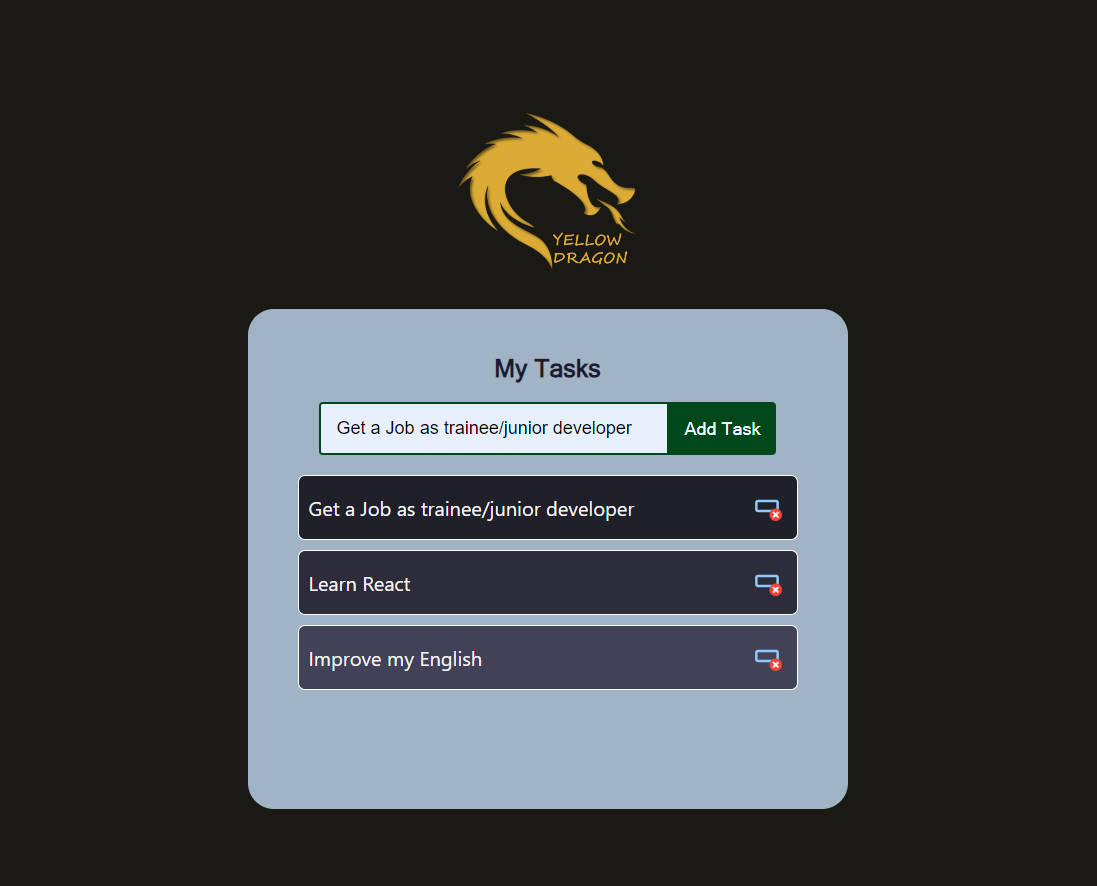 YELLOW
DRAGON
My Tasks
Get a Job as trainee/junior developer
Add Task
Get a Job as trainee/junior developer
Learn React
Improve my English